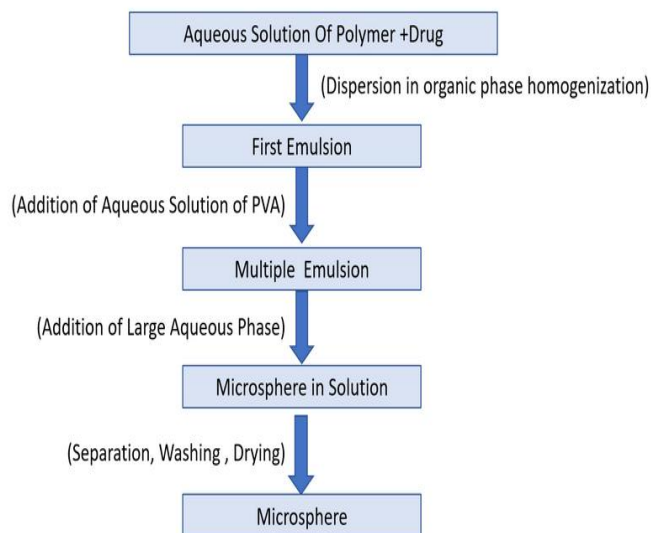 Aqueous Solution Of Polymer +Drug
(Dispersion in organic phase homogenization)
First Emulsion
(Addition of Aqueous Solution of PVA)
Multiple Emulsion
(Addition of Large Aqueous Phase)
Microsphere in Solution
(Separation, Washing , Drying)
Microsphere